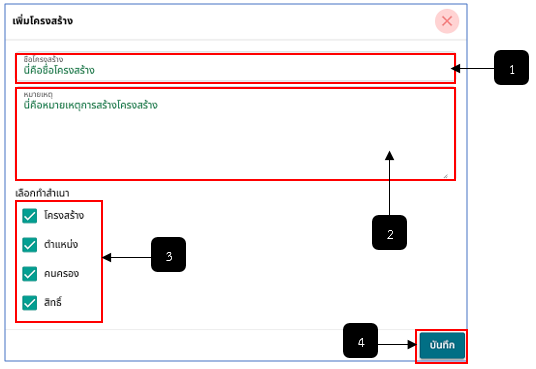 เพิ่มโครงสร้าง
ชื่อโครงสร้าง
นี่คือชื่อโครงสร้าง
1
หมายเหตุ
นี่คือหมายเหตุการสร้างโครงสร้าง
2
เลือกทำสำเนา
โครงสร้าง
ตำแหน่ง
3
คนครอง
สิทธิ์
4
บันทึก